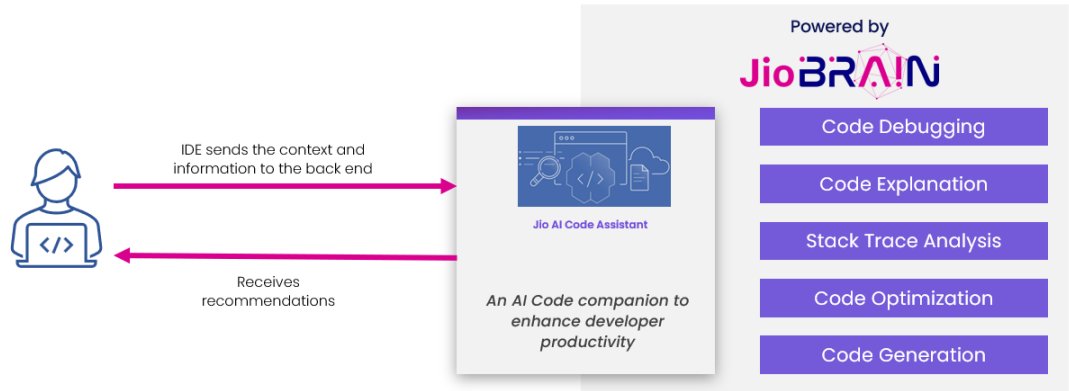 Powered by
JioBRAIN
IDE sends the context and
information to the back end
</>
Receives
recommendations
</>
Jio AI Code Assistant
An AI Code companion to
enhance developer
productivity
Code Debugging
Code Explanation
Stack Trace Analysis
Code Optimization
Code Generation